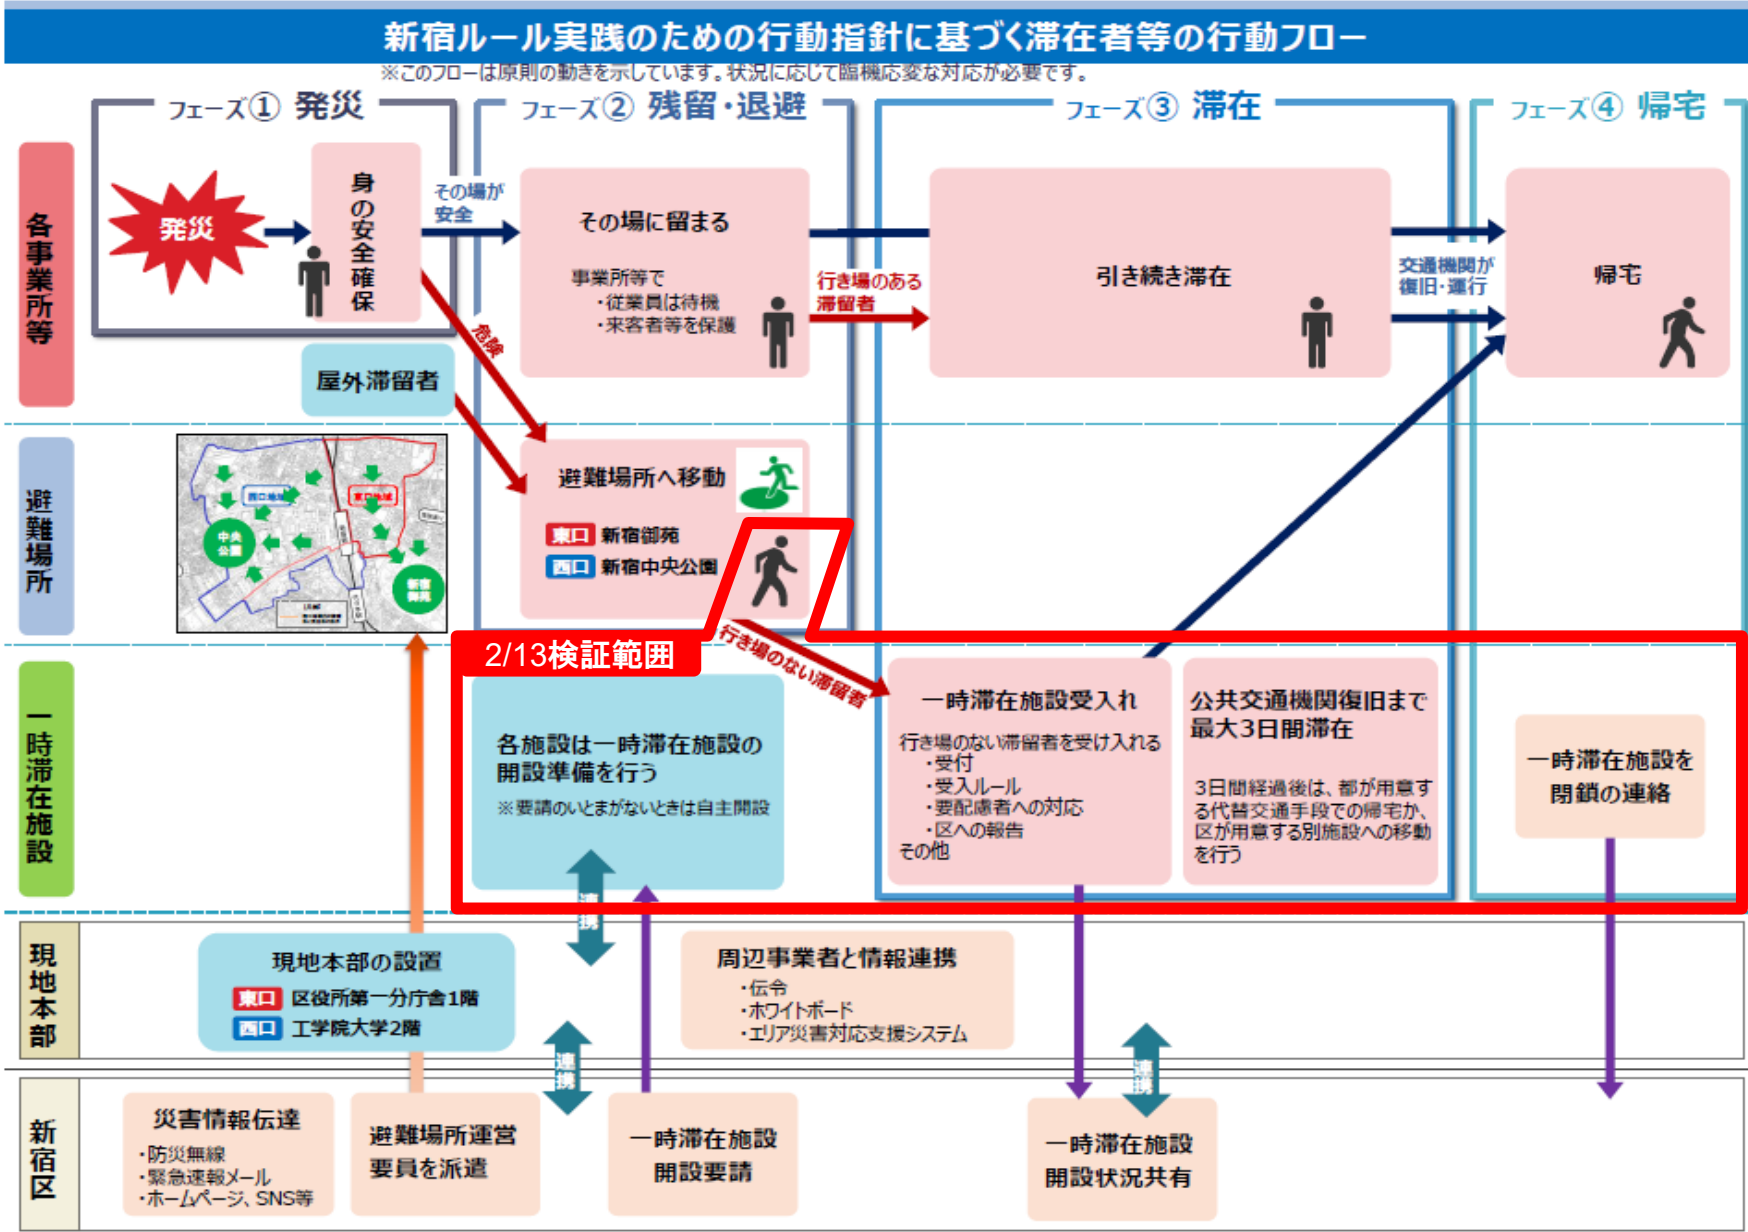 新宿ルール実践のための行動指針に基づく滞在者等の行動フロー
※このフローは原則の動きを示しています。状況に応じて臨機応変な対応が必要です。
フェーズ① 発災
フェーズ② 残留・退避
フェーズ③ 滞在
フェーズ④ 帰宅
各事業所等
発災
身の安全確保
その場が
安全
その場に留まる
事業所等で
・従業員は待機
・来客者等を保護
行き場のある
滞留者
引き続き滞在
交通機関が
復旧・運行
帰宅
危険
屋外滞留者
避難場所
西口地域
東口地域
中央
公園
新宿
御苑
避難場所へ移動
東口 新宿御苑
西口 新宿中央公園
2/13検証範囲
行き場のない滞留者
一時滞在施設
各施設は一時滞在施設の
開設準備を行う
※要請のいとまがないときは自主開設
一時滞在施設受入れ
行き場のない滞留者を受け入れる
・受付
・受入ルール
・要配慮者への対応
・区への報告
その他
公共交通機関復旧まで
最大3日間滞在
3日間経過後は、都が用意す
る代替交通手段での帰宅か、
区が用意する別施設への移動
を行う
一時滞在施設を
閉鎖の連絡
連携
現地本部
現地本部の設置
東口 区役所第一分庁舎1階
西口 工学院大学2階
周辺事業者と情報連携
・伝令
・ホワイトボード
・エリア災害対応支援システム
連携
連携
新宿区
災害情報伝達
・防災無線
・緊急速報メール
・ホームページ、SNS等
避難場所運営
要員を派遣
一時滞在施設
開設要請
一時滞在施設
開設状況共有